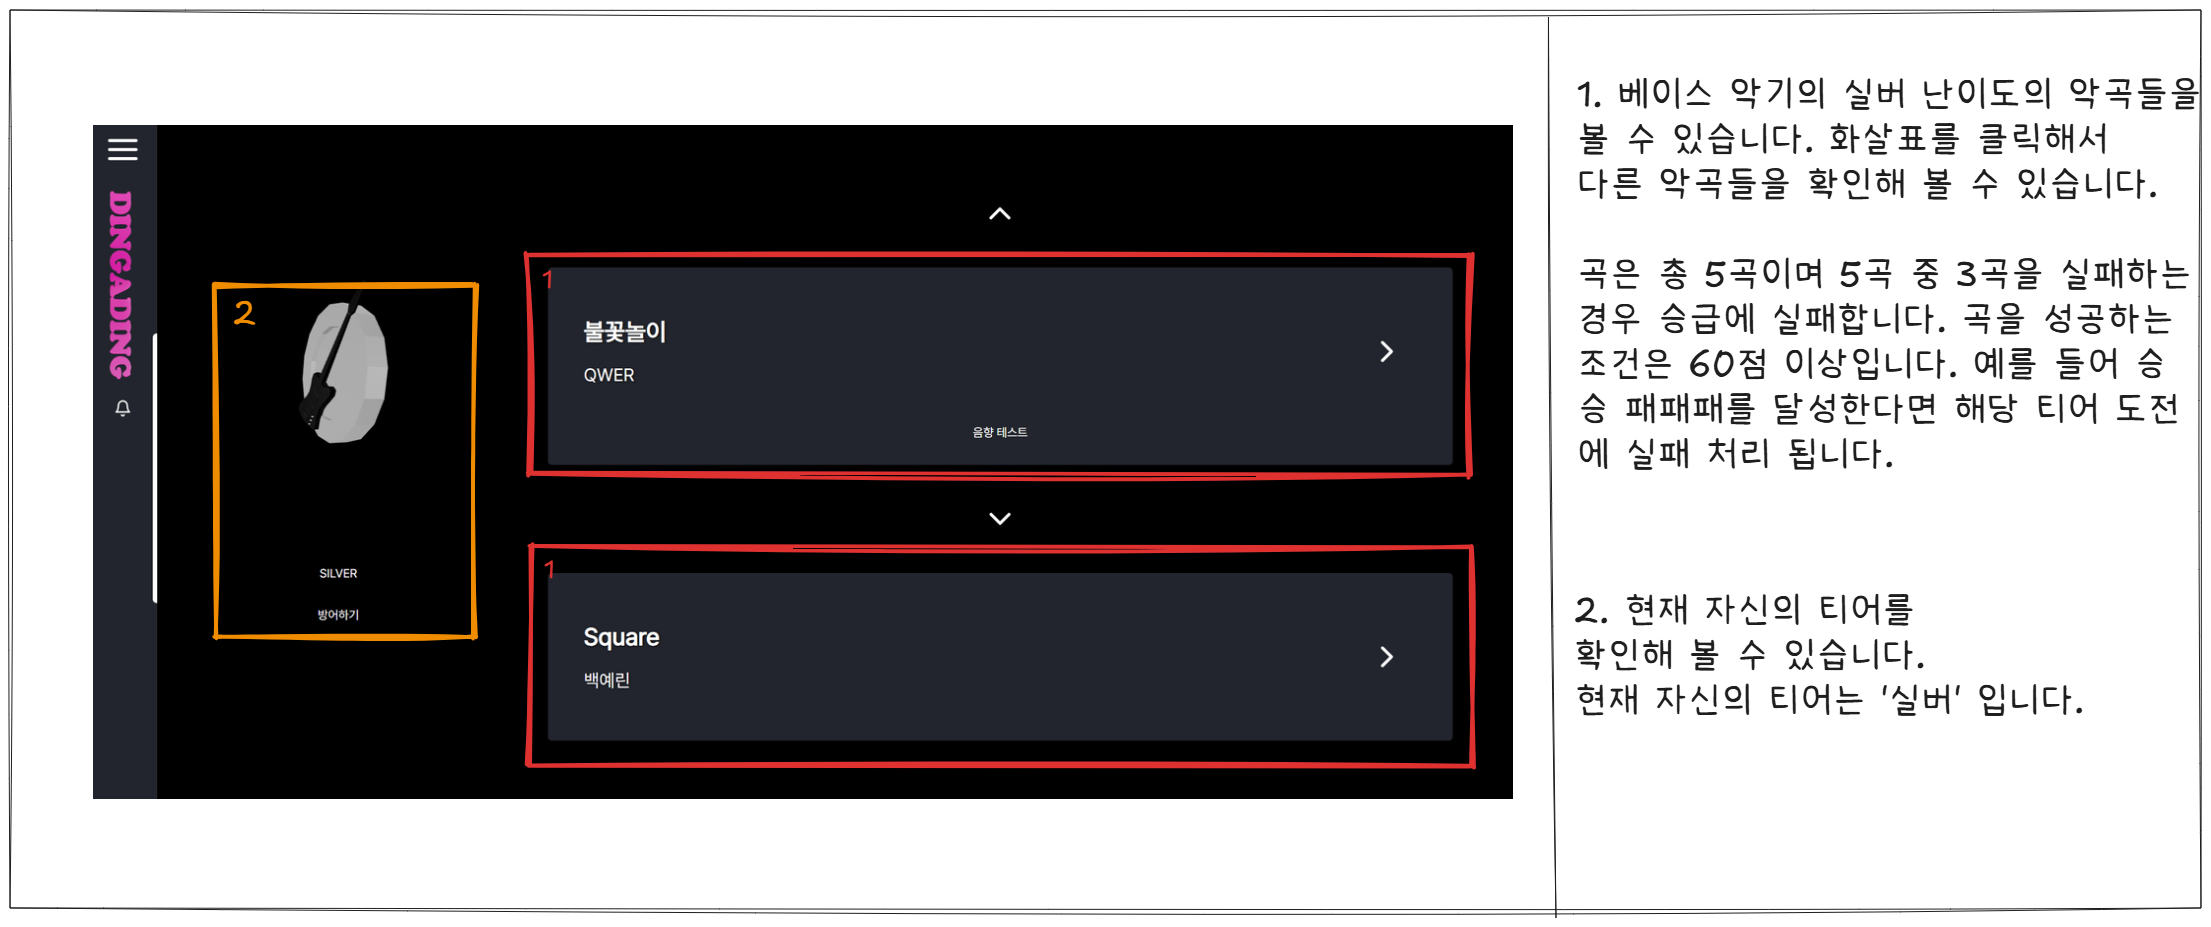 DINGADING
2
SILVER
방어하기
1
불꽃놀이
QWER
음향 테스트
1
Square
백예린
1. 베이스 악기의 실버 난이도의 악곡들을
볼 수 있습니다. 화살표를 클릭해서
다른 악곡들을 확인해 볼 수 있습니다.
곡은 총 5곡이며 5곡 중 3곡을 실패하는
경우 승급에 실패합니다. 곡을 성공하는
조건은 60점 이상입니다. 예를 들어 승
승 패패패를 달성한다면 해당 티어 도전
에 실패 처리 됩니다.
2. 현재 자신의 티어를
확인해 볼 수 있습니다.
현재 자신의 티어는 '실버' 입니다.